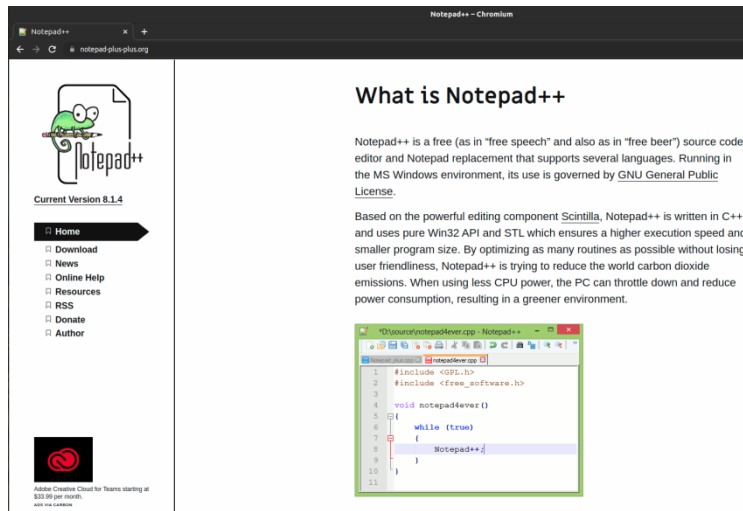 Notepad++ – Chromium
Notepad++ × +
notepad-plus-plus.org
Notepad++
Current Version 8.1.4
Home
Download
News
Online Help
Resources
RSS
Donate
Author
Adobe Creative Cloud for Teams starting at
$33.99 per month.
ADS VIA CARBON
What is Notepad++
Notepad++ is a free (as in “free speech” and also as in “free beer”) source code
editor and Notepad replacement that supports several languages. Running in
the MS Windows environment, its use is governed by GNU General Public
License.
Based on the powerful editing component Scintilla, Notepad++ is written in C++
and uses pure Win32 API and STL which ensures a higher execution speed and
smaller program size. By optimizing as many routines as possible without losing
user friendliness, Notepad++ is trying to reduce the world carbon dioxide
emissions. When using less CPU power, the PC can throttle down and reduce
power consumption, resulting in a greener environment.
*D:\source\notepad4ever.cpp - Notepad++
Notepad_plus.cpp notepad4ever.cpp
1 #include <GPL.h>
2 #include <free_software.h>
3
4 void notepad4ever()
5 {
6 while (true)
7 {
8 Notepad++;
9 }
10 }
11